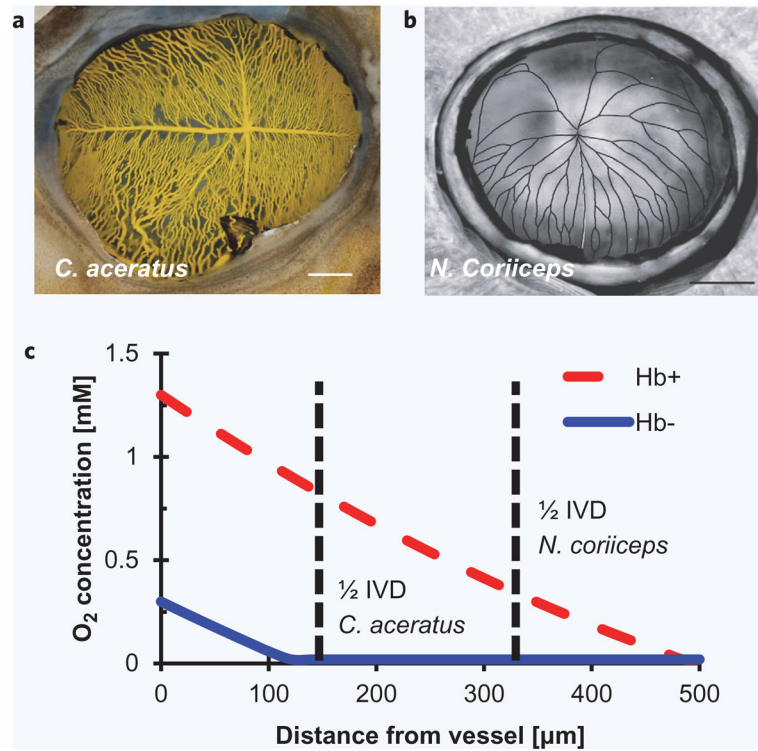 a
C. aceratus
b
N. Coriiceps
c
O₂ concentration [mM]
1.5
1
0.5
0
Hb+
Hb-
½ IVD
N. coriiceps
½ IVD
C. aceratus
0
100
200
300
400
500
Distance from vessel [µm]